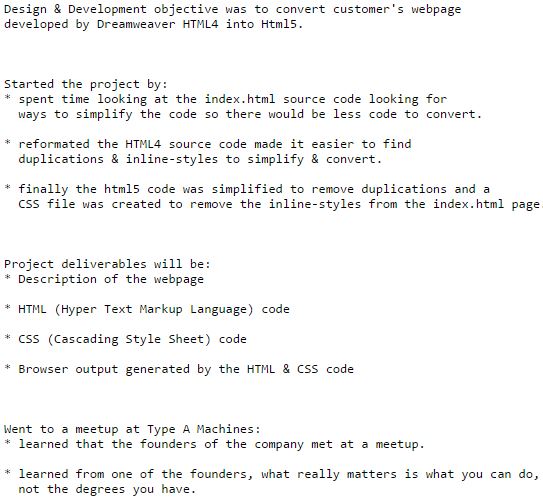 Design & Development objective was to convert customer's webpage
developed by Dreamweaver HTML4 into Html5.
Started the project by:
* spent time looking at the index.html source code looking for
ways to simplify the code so there would be less code to convert.
* reformated the HTML4 source code made it easier to find
duplications & inline-styles to simplify & convert.
* finally the html5 code was simplified to remove duplications and a
CSS file was created to remove the inline-styles from the index.html page
Project deliverables will be:
* Description of the webpage
* HTML (Hyper Text Markup Language) code
* CSS (Cascading Style Sheet) code
* Browser output generated by the HTML & CSS code
Went to a meetup at Type A Machines:
* learned that the founders of the company met at a meetup.
* learned from one of the founders, what really matters is what you can do,
not the degrees you have.